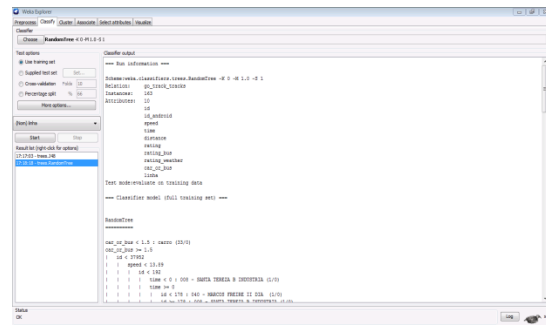 Weka Explorer
Preprocess Classify Cluster Associate Select attributes Visualize
Classifier
Choose RandomTree -K 0 -M 1.0 -S 1
Test options
Use training set
Supplied test set Set...
Cross-validation Folds 10
Percentage split % 66
More options...
(Nom) linha
Start Stop
Result list (right-click for options)
17:17:03 - trees.J48
17:18:18 - trees.RandomTree
Classifier output
=== Run information ===
Scheme:weka.classifiers.trees.RandomTree -K 0 -M 1.0 -S 1
Relation: go_track_tracks
Instances: 163
Attributes: 10
id
id_android
speed
time
distance
rating
rating_bus
rating_weather
car_or_bus
linha
Test mode:evaluate on training data
=== Classifier model (full training set) ===
RandomTree
==========
car_or_bus < 1.5 : carro
car_or_bus >= 1.5
| id < 37982
| | speed < 13.89
| | | id < 192
| | | | time < 0 : 008 - SANTA TEREZA B INDUSTRIA (1/0)
| | | | time >= 0
| | | | | id < 178 : 040 - MARCOS FREIRE II DIA (1/0)
Status
OK
Log